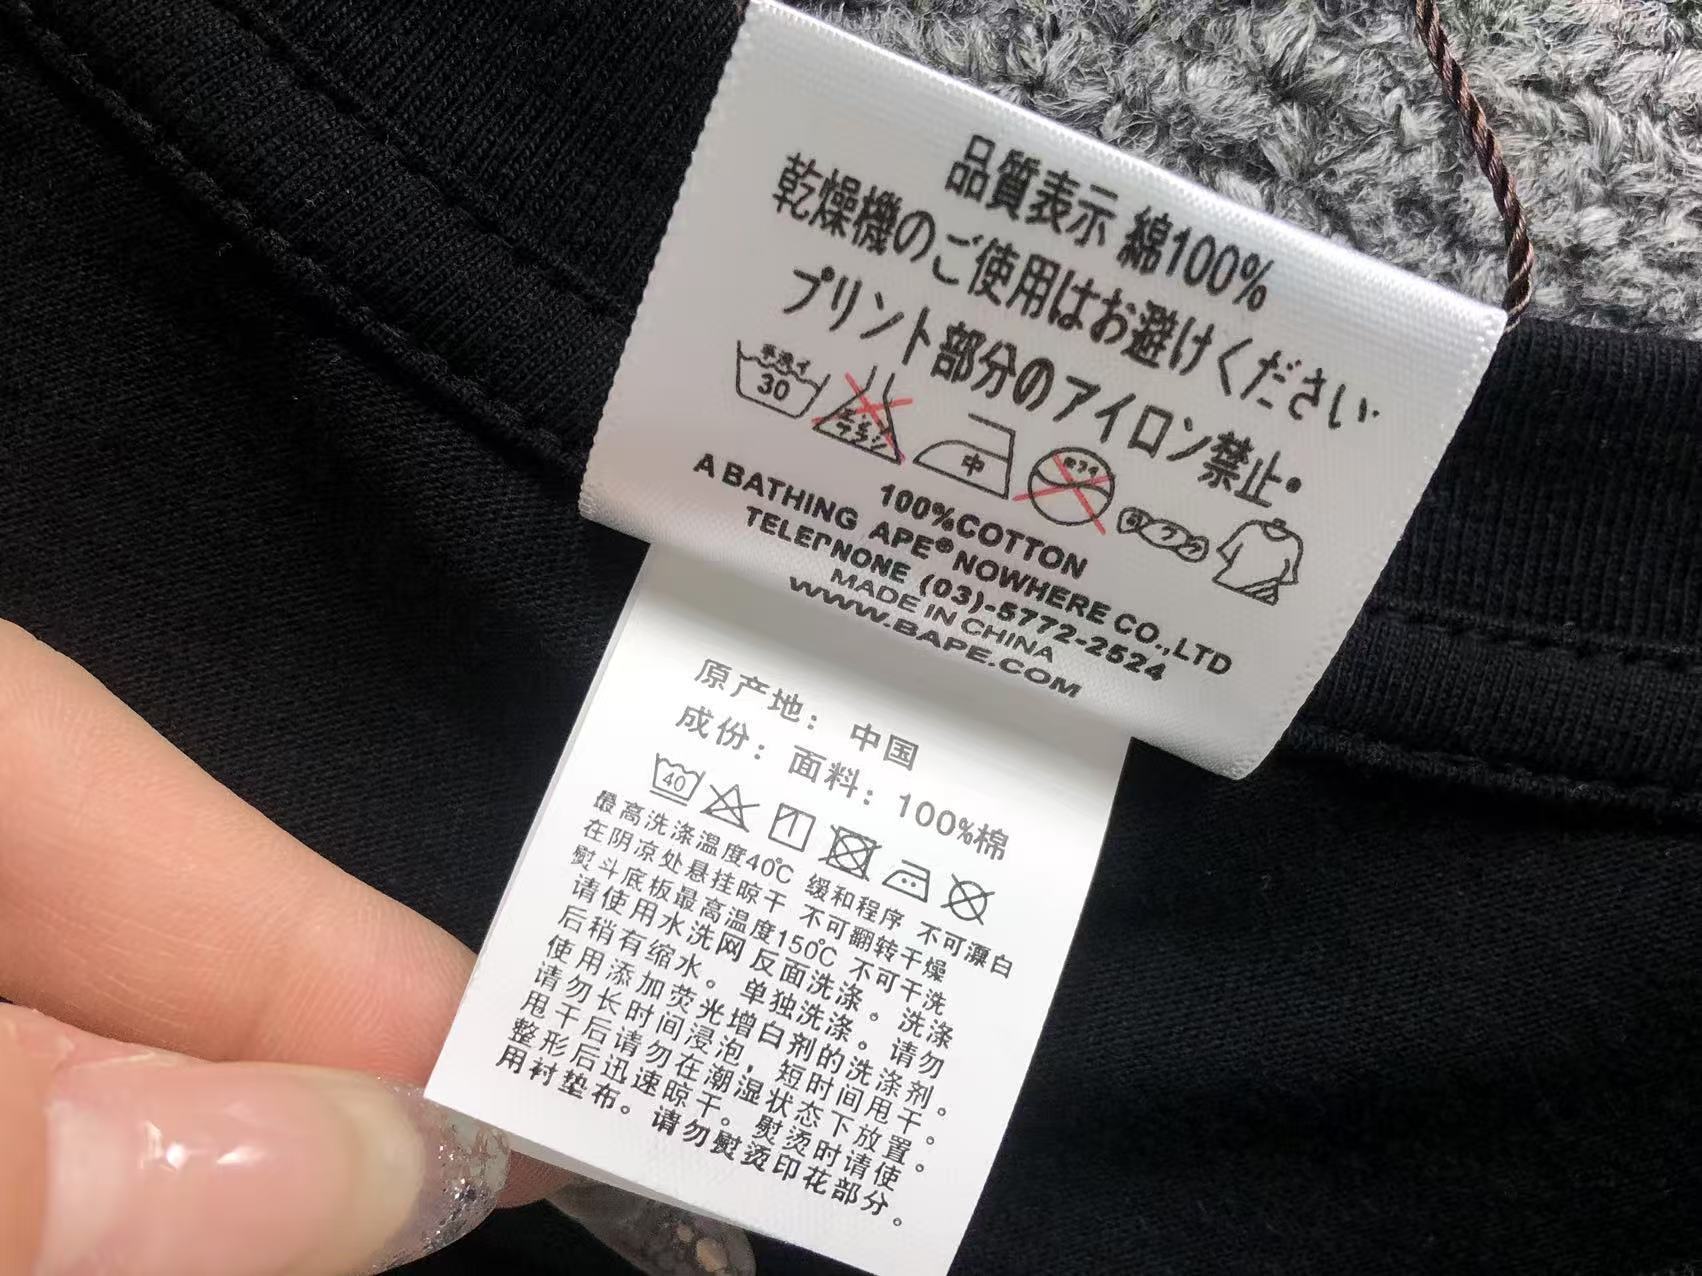 品質表示 綿100%
乾燥機のご使用はお避けください
プリント部分のアイロン禁止・
手洗イ
30
中
100%COTTON
A BATHING APE® NOWHERE CO.,LTD
TELEPNONE (03)-5772-2524
MADE IN CHINA
WWW.BAPE.COM
原产地：中国
成份：面料：100%棉
40
最高洗涤温度40℃ 缓和程序 不可漂白
在阴凉处悬挂晾干 不可翻转干燥
熨斗底板最高温度150℃ 不可干洗
请使用水洗网反面洗涤。洗涤
后稍有缩水。单独洗涤。请勿
使用添加荧光增白剂的洗涤剂。
请勿长时间浸泡，短时间甩干。
甩干后请勿在潮湿状态下放置。
整形后迅速晾干。熨烫时请使
用衬垫布。请勿熨烫印花部分。